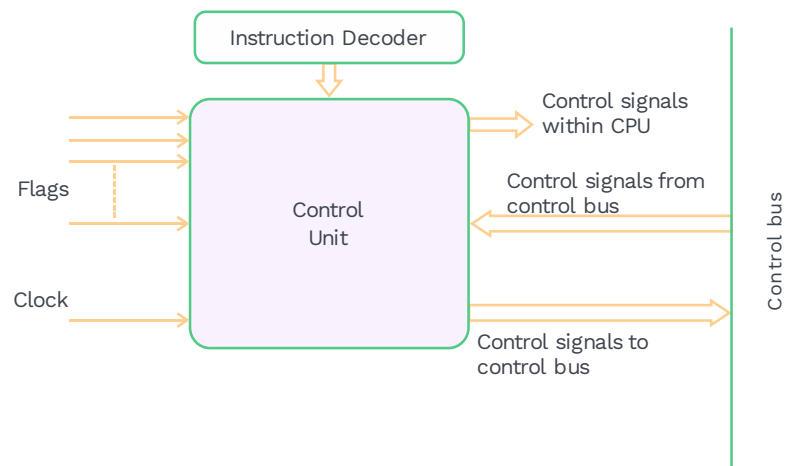 Instruction Decoder
Control signals
within CPU
Control signals from
control bus
Flags
Control
Unit
Control bus
Clock
Control signals to
control bus